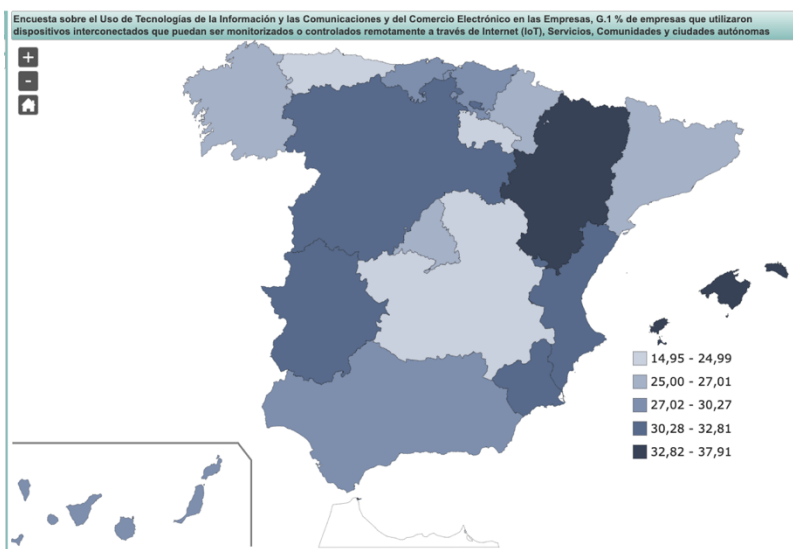 Encuesta sobre el Uso de Tecnologías de la Información y las Comunicaciones y del Comercio Electrónico en las Empresas, G.1 % de empresas que utilizaron
dispositivos interconectados que puedan ser monitorizados o controlados remotamente a través de Internet (IoT), Servicios, Comunidades y ciudades autónomas
+
-
14,95 - 24,99
25,00 - 27,01
27,02 - 30,27
30,28 - 32,81
32,82 - 37,91